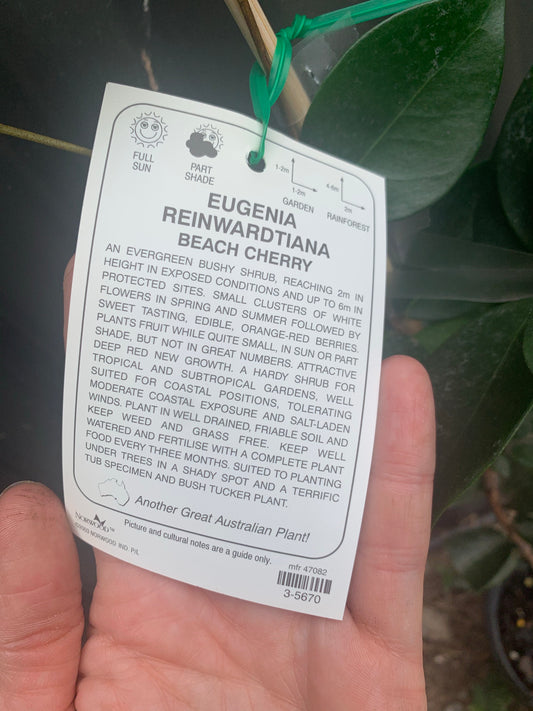 FULL
SUN
PART
SHADE
1-2m
1-2m
GARDEN
4-6m
2m
RAINFOREST
EUGENIA
REINWARDTIANA
BEACH CHERRY
AN EVERGREEN BUSHY SHRUB, REACHING 2m IN
HEIGHT IN EXPOSED CONDITIONS AND UP TO 6m IN
PROTECTED SITES. SMALL CLUSTERS OF WHITE
FLOWERS IN SPRING AND SUMMER FOLLOWED BY
SWEET TASTING, EDIBLE, ORANGE-RED BERRIES.
PLANTS FRUIT WHILE QUITE SMALL, IN SUN OR PART
SHADE, BUT NOT IN GREAT NUMBERS. ATTRACTIVE
DEEP RED NEW GROWTH. A HARDY SHRUB FOR
TROPICAL AND SUBTROPICAL GARDENS, WELL
SUITED FOR COASTAL POSITIONS, TOLERATING
MODERATE COASTAL EXPOSURE AND SALT-LADEN
WINDS. PLANT IN WELL DRAINED, FRIABLE SOIL AND
KEEP WEED AND GRASS FREE. KEEP WELL
WATERED AND FERTILISE WITH A COMPLETE PLANT
FOOD EVERY THREE MONTHS. SUITED TO PLANTING
UNDER TREES IN A SHADY SPOT AND A TERRIFIC
TUB SPECIMEN AND BUSH TUCKER PLANT.
Another Great Australian Plant!
NORWOOD™
©2003 NORWOOD IND. P/L
Picture and cultural notes are a guide only.
mfr 47082
3-5670